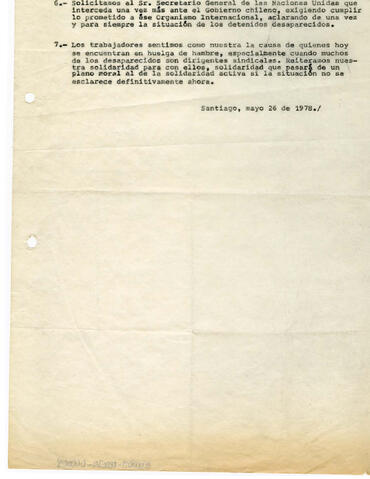 6.- Solicitamos al Sr. Secretario General de las Naciones Unidas que
interceda una vez más ante el Gobierno chileno, exigiendo cumplir
lo prometido a ese Organismo Internacional, aclarando de una vez
y para siempre la situación de los detenidos desaparecidos.
7.- Los trabajadores sentimos como nuestra la causa de quienes hoy
se encuentran en huelga de hambre, especialmente cuando muchos
de los desaparecidos son dirigentes sindicales. Reiteramos nues-
tra solidaridad para con ellos, solidaridad que pasará de un
plano moral al de la solidaridad activa si la situación no se
esclarece definitivamente ahora.
Santiago, mayo 26 de 1978./